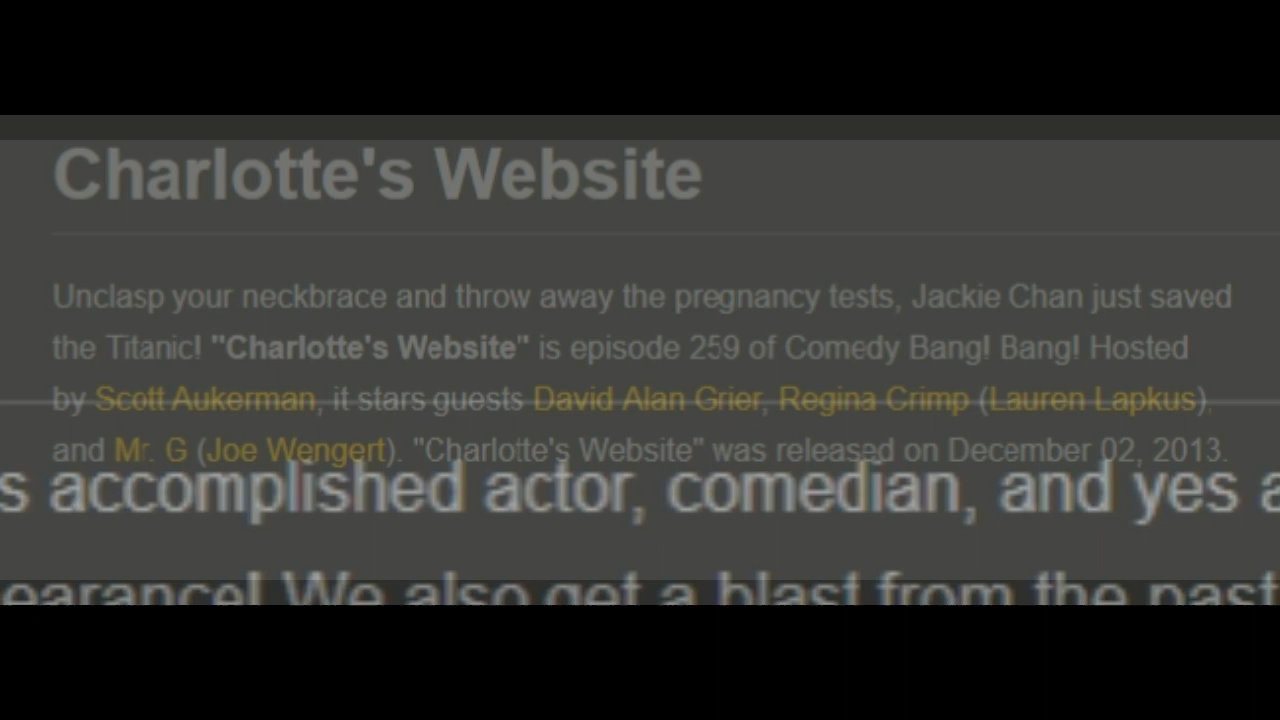 Charlotte's Website
Unclasp your neckbrace and throw away the pregnancy tests, Jackie Chan just saved
the Titanic! "Charlotte's Website" is episode 259 of Comedy Bang! Bang! Hosted
by Scott Aukerman, it stars guests David Alan Grier, Regina Crimp (Lauren Lapkus),
and Mr. G (Joe Wengert). "Charlotte's Website" was released on December 02, 2013.
s accomplished actor, comedian, and yes a
earance! We also get a blast from the past